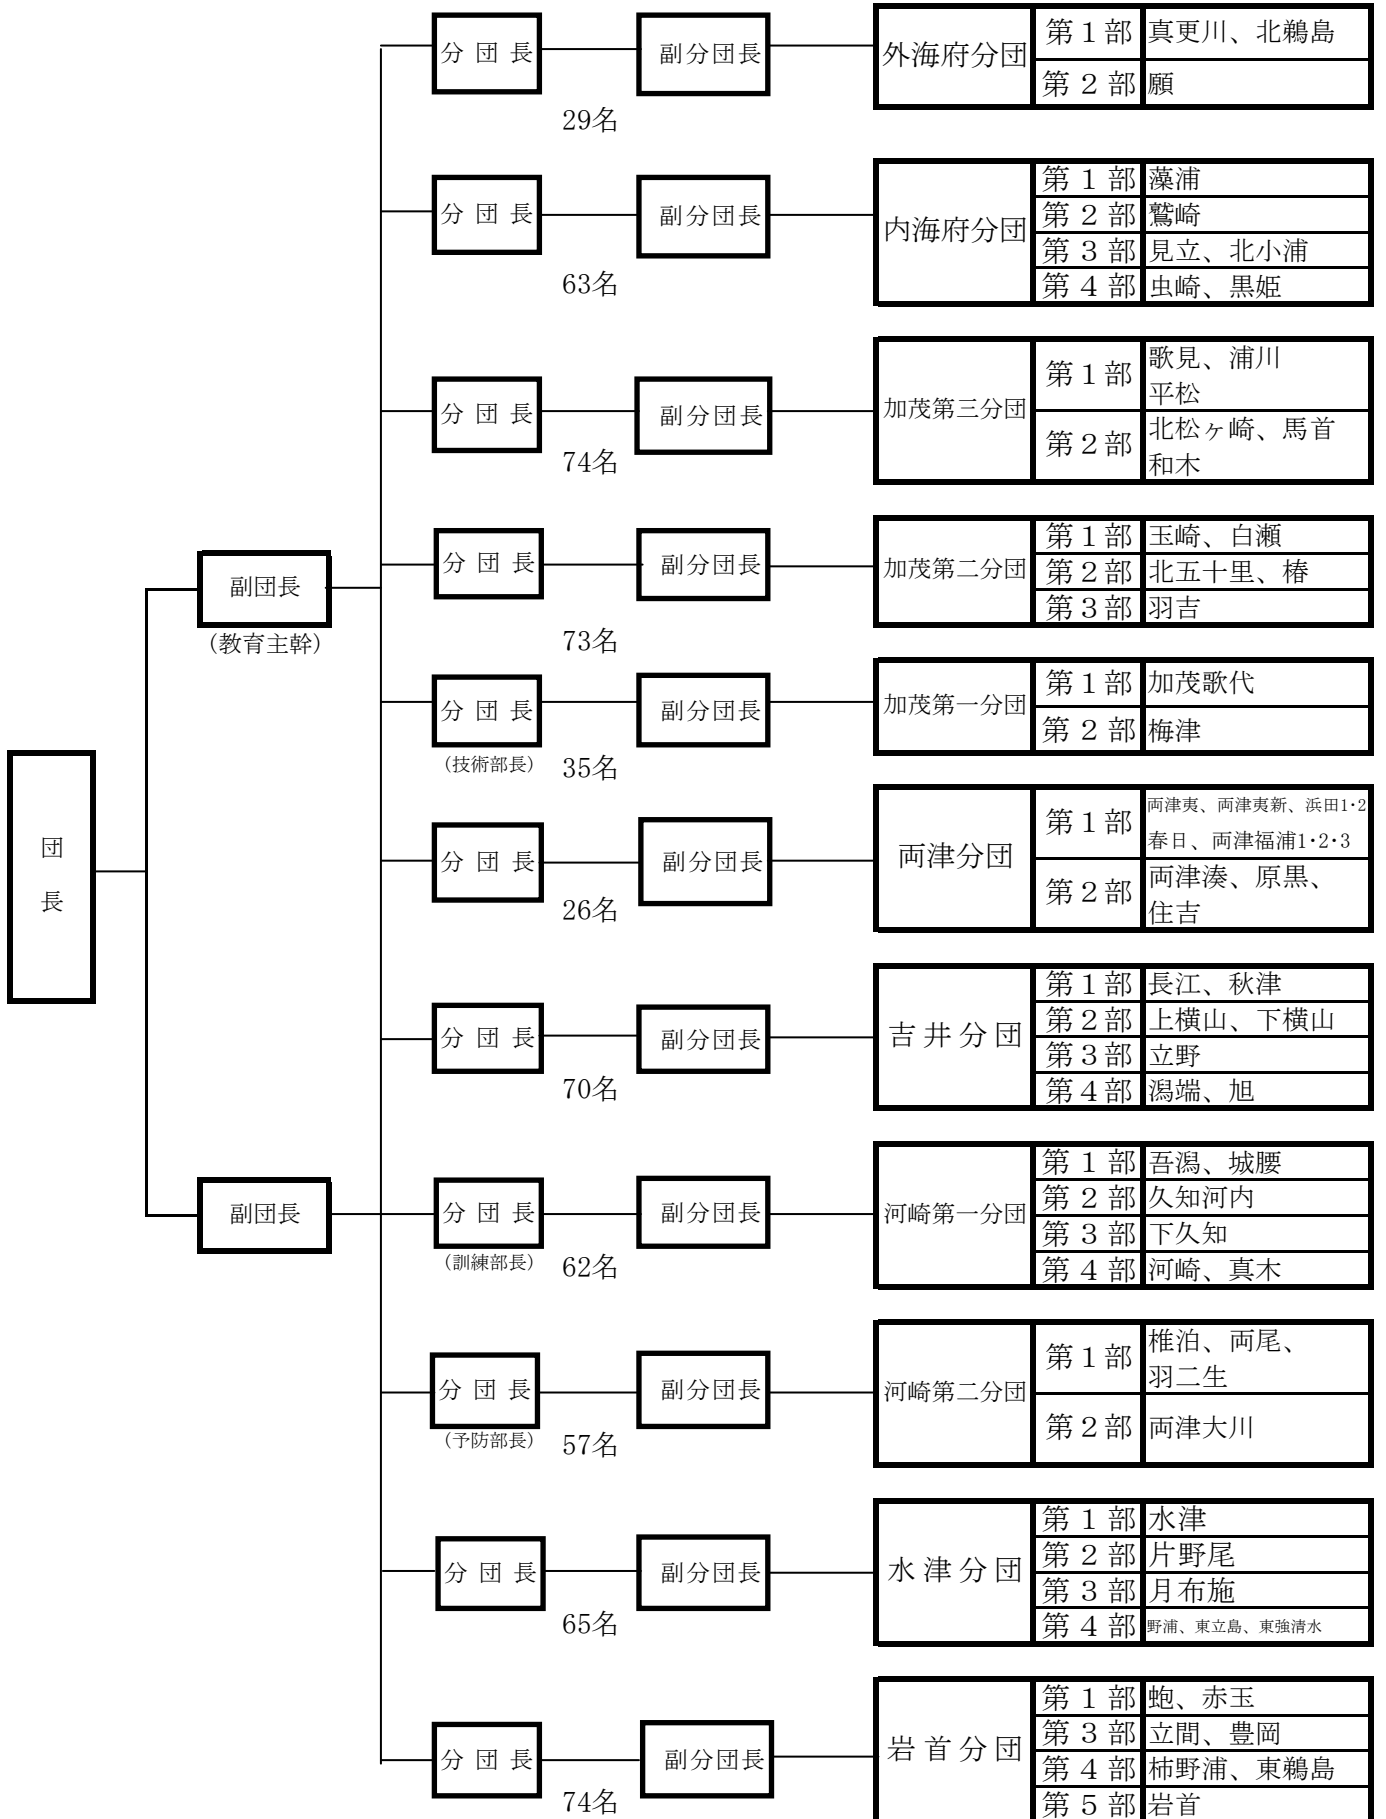 団
長
副団長
(教育主幹)
副団長
分 団 長
副分団長
29名
外海府分団
第１部 真更川、北鵜島
第２部 願
分 団 長
副分団長
63名
内海府分団
第１部 藻浦
第２部 鷲崎
第３部 見立、北小浦
第４部 虫崎、黒姫
分 団 長
副分団長
74名
加茂第三分団
第１部 歌見、浦川
平松
第２部 北松ヶ崎、馬首
和木
分 団 長
副分団長
73名
加茂第二分団
第１部 玉崎、白瀬
第２部 北五十里、椿
第３部 羽吉
分 団 長
(技術部長)
副分団長
35名
加茂第一分団
第１部 加茂歌代
第２部 梅津
分 団 長
副分団長
26名
両津分団
第１部 両津夷、両津夷新、浜田1・2
春日、両津福浦1・2・3
第２部 両津湊、原黒、
住吉
分 団 長
副分団長
70名
吉 井 分 団
第１部 長江、秋津
第２部 上横山、下横山
第３部 立野
第４部 潟端、旭
分 団 長
(訓練部長)
副分団長
62名
河崎第一分団
第１部 吾潟、城腰
第２部 久知河内
第３部 下久知
第４部 河崎、真木
分 団 長
(予防部長)
副分団長
57名
河崎第二分団
第１部 椎泊、両尾、
羽二生
第２部 両津大川
分 団 長
副分団長
65名
水 津 分 団
第１部 水津
第２部 片野尾
第３部 月布施
第４部 野浦、東立島、東強清水
分 団 長
副分団長
74名
岩 首 分 団
第１部 蚫、赤玉
第３部 立間、豊岡
第４部 柿野浦、東鵜島
第５部 岩首